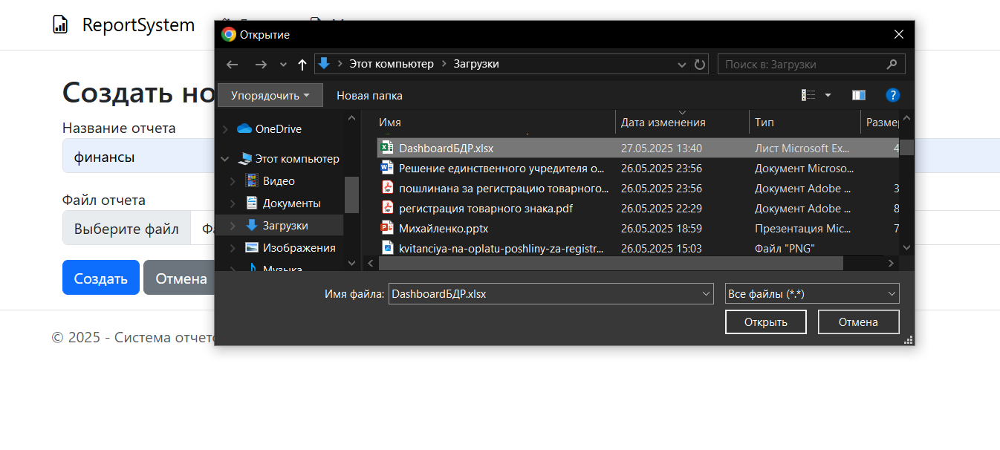 ReportSystem
Создать но
Название отчета
финансы
Файл отчета
Выберите файл
Создать Отмена
© 2025 - Система отчето
Открытие
Этот компьютер Загрузки
Поиск в: Загрузки
Упорядочить Новая папка
OneDrive
Этот компьютер
Видео
Документы
Загрузки
Изображения
Музыка
Имя Дата изменения Тип Разме
DashboardБДР.xlsx 27.05.2025 13:40 Лист Microsoft Ex... 4
Решение единственного учредителя о... 26.05.2025 23:56 Документ Microso...
пошлинана за регистрацию товарного... 26.05.2025 23:56 Документ Adobe ... 3
регистрация товарного знака.pdf 26.05.2025 22:29 Документ Adobe ... 8
Михайленко.pptx 26.05.2025 18:59 Презентация Mic... 7
kvitanciya-na-oplatu-poshliny-za-registr... 26.05.2025 15:03 Файл "PNG"
Имя файла: DashboardБДР.xlsx Все файлы (*.*)
Открыть Отмена